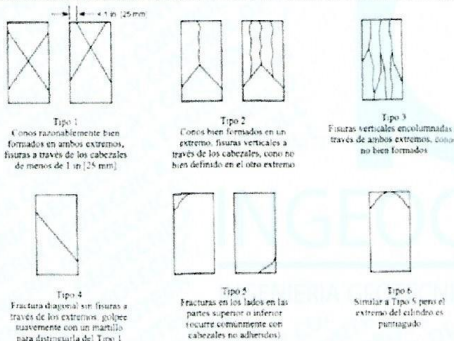 < 1 in [25 mm]
Tipo 1
Conos razonablemente bien
formados en ambos extremos,
fisuras a través de los cabezales
de menos de 1 in [25 mm]
Tipo 2
Conos bien formados en un
extremo, fisuras verticales a
través de los cabezales, cono no
bien definido en el otro extremo
Tipo 3
Fisuras verticales encolumnadas
través de ambos extremos, conos
no bien formados
Tipo 4
Fractura diagonal sin fisuras a
través de los extremos, golpee
suavemente con un martillo
para distinguirla del Tipo 1
Tipo 5
Fracturas en los lados en las
partes superior o inferior
(ocurre comúnmente con
cabezales no adheridos)
Tipo 6
Similar a Tipo 5 pero el
extremo del cilindro es
puntiagudo
INGEOC